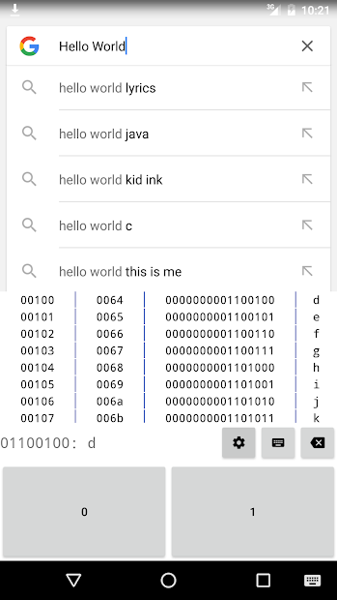 3G 10:21
Hello World
hello world lyrics
hello world java
hello world kid ink
hello world c
hello world this is me
00100 0064 0000000001100100 d
00101 0065 0000000001100101 e
00102 0066 0000000001100110 f
00103 0067 0000000001100111 g
00104 0068 0000000001101000 h
00105 0069 0000000001101001 i
00106 006a 0000000001101010 j
00107 006b 0000000001101011 k
01100100: d
0 1